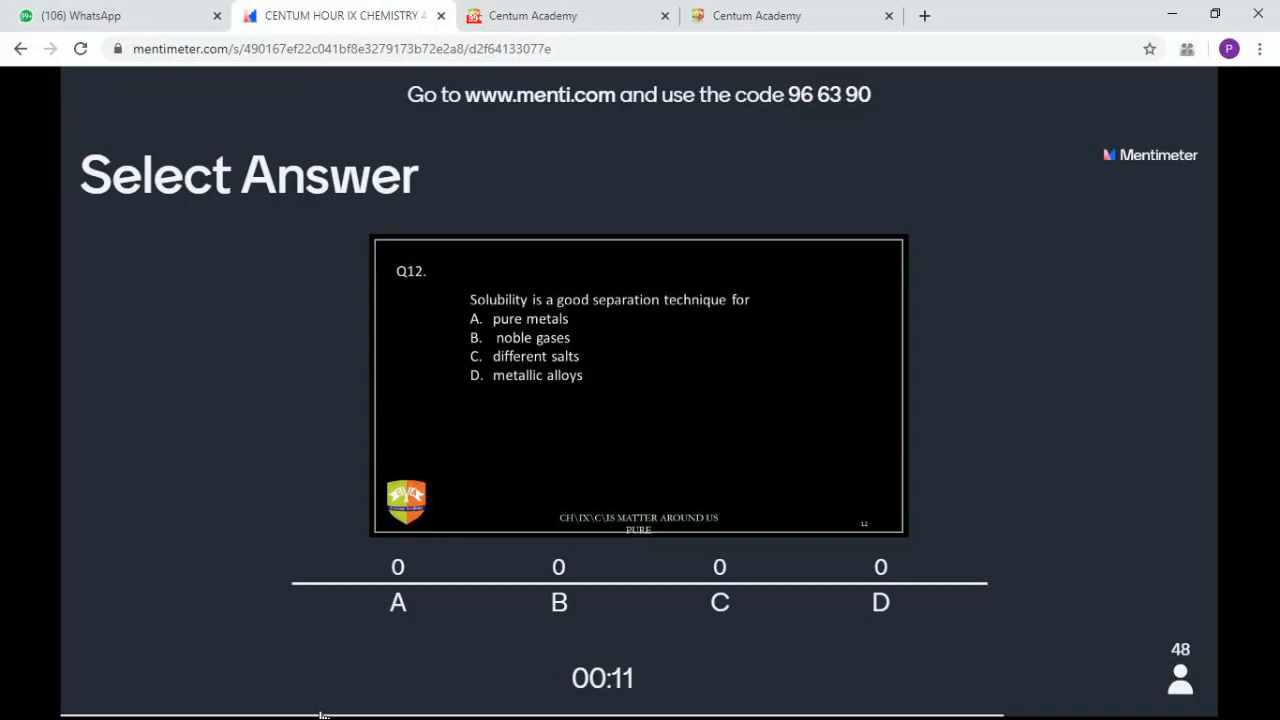 (106) WhatsApp
CENTUM HOUR IX CHEMISTRY 4
Centum Academy
Centum Academy
mentimeter.com/s/490167ef22c041bf8e3279173b72e2a8/d2f64133077e
P
Go to www.menti.com and use the code 96 63 90
Mentimeter
Select Answer
Q12.
Solubility is a good separation technique for
A. pure metals
B. noble gases
C. different salts
D. metallic alloys
CH\IX\C\IS MATTER AROUND US
PURE
12
0 0 0 0
A B C D
00:11
48